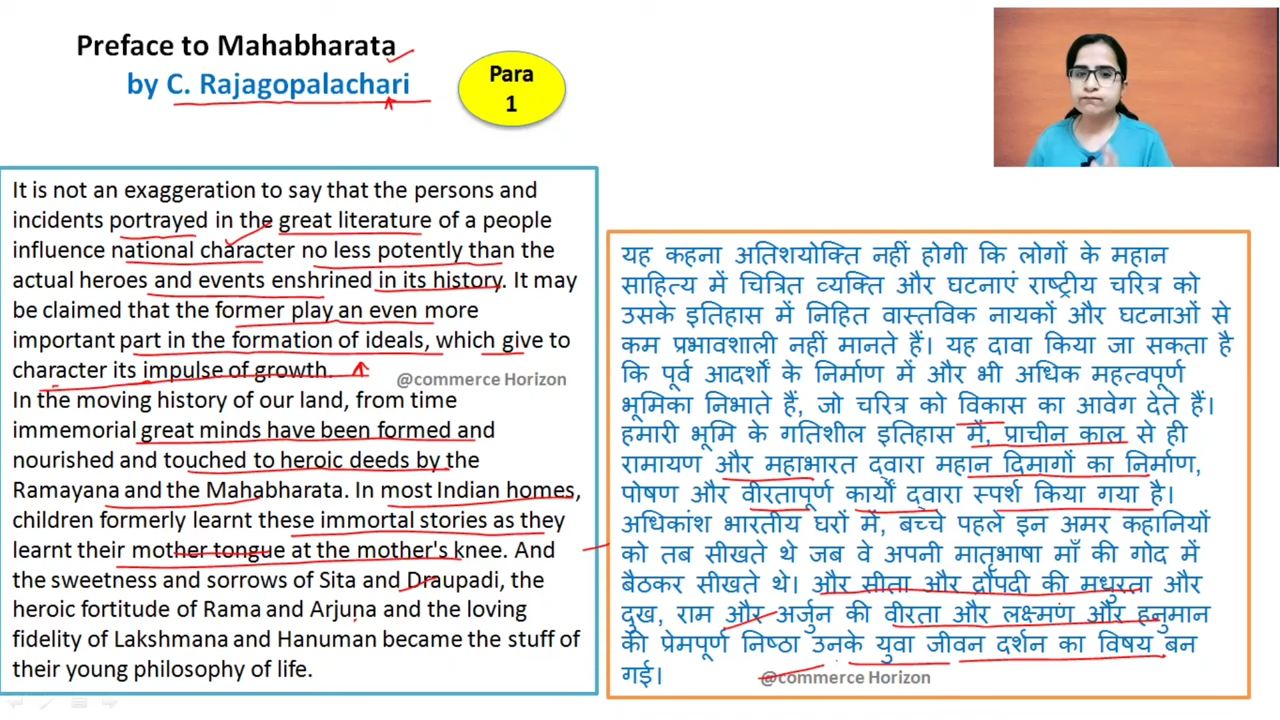 Preface to Mahabharata
by C. Rajagopalachari
Para
1
It is not an exaggeration to say that the persons and
incidents portrayed in the great literature of a people
influence national character no less potently than the
actual heroes and events enshrined in its history. It may
be claimed that the former play an even more
important part in the formation of ideals, which give to
character its impulse of growth.
@commerce Horizon
In the moving history of our land, from time
immemorial great minds have been formed and
nourished and touched to heroic deeds by the
Ramayana and the Mahabharata. In most Indian homes,
children formerly learnt these immortal stories as they
learnt their mother tongue at the mother's knee. And
the sweetness and sorrows of Sita and Draupadi, the
heroic fortitude of Rama and Arjuna and the loving
fidelity of Lakshmana and Hanuman became the stuff of
their young philosophy of life.
यह कहना अतिशयोक्ति नहीं होगी कि लोगों के महान
साहित्य में चित्रित व्यक्ति और घटनाएं राष्ट्रीय चरित्र को
उसके इतिहास में निहित वास्तविक नायकों और घटनाओं से
कम प्रभावशाली नहीं मानते हैं। यह दावा किया जा सकता है
कि पूर्व आदर्शों के निर्माण में और भी अधिक महत्वपूर्ण
भूमिका निभाते हैं, जो चरित्र को विकास का आवेग देते हैं।
हमारी भूमि के गतिशील इतिहास में, प्राचीन काल से ही
रामायण और महाभारत द्वारा महान दिमागों का निर्माण,
पोषण और वीरतापूर्ण कार्यों द्वारा स्पर्श किया गया है।
अधिकांश भारतीय घरों में, बच्चे पहले इन अमर कहानियों
को तब सीखते थे जब वे अपनी मातृभाषा माँ की गोद में
बैठकर सीखते थे। और सीता और द्रौपदी की मधुरता और
दुख, राम और अर्जुन की वीरता और लक्ष्मण और हनुमान
की प्रेमपूर्ण निष्ठा उनके युवा जीवन दर्शन का विषय बन
गई।
@commerce Horizon